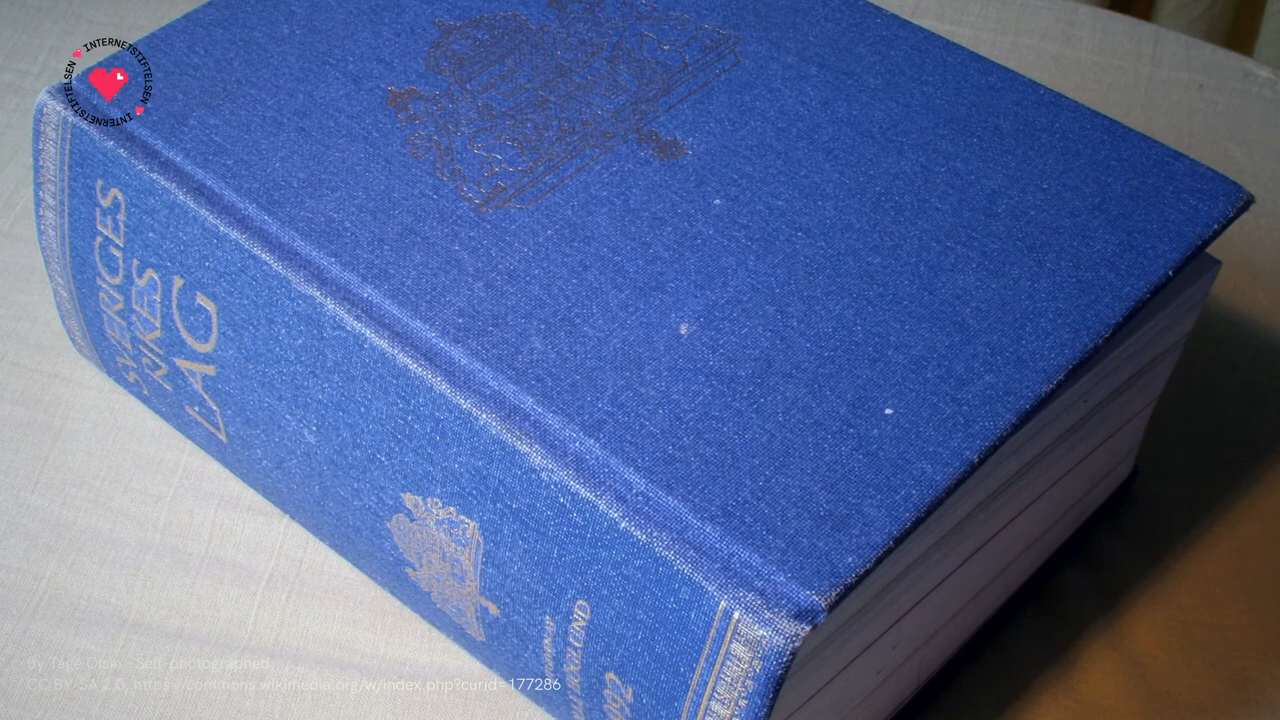 INTERNETSTIFTELSEN
INTERNETSTIFTELSEN
SVERIGES
RIKES
LAG
By Tage Olsin - Self-photographed,
CC BY-SA 2.0, https://commons.wikimedia.org/w/index.php?curid=177286